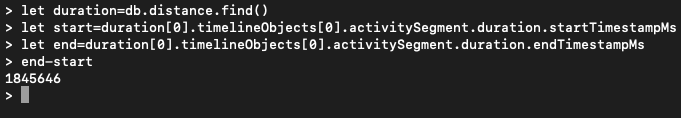 > let duration=db.distance.find()
> let start=duration[0].timelineObjects[0].activitySegment.duration.startTimestampMs
> let end=duration[0].timelineObjects[0].activitySegment.duration.endTimestampMs
> end-start
1845646
>